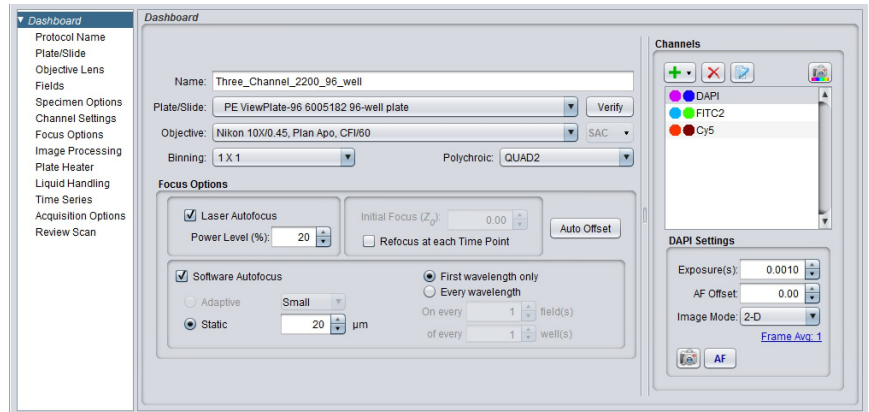 Dashboard
Protocol Name
Plate/Slide
Objective Lens
Fields
Specimen Options
Channel Settings
Focus Options
Image Processing
Plate Heater
Liquid Handling
Time Series
Acquisition Options
Review Scan
Dashboard
Name: Three_Channel_2200_96_well
Plate/Slide: PE ViewPlate-96 6005182 96-well plate Verify
Objective: Nikon 10X/0.45, Plan Apo, CFI/60 SAC
Binning: 1 X 1 Polychroic: QUAD2
Focus Options
Laser Autofocus
Power Level (%): 20
Initial Focus (Z0): 0.00
Refocus at each Time Point
Auto Offset
Software Autofocus
Adaptive Small
Static 20 µm
First wavelength only
Every wavelength
On every 1 field(s)
of every 1 well(s)
Channels
DAPI
FITC2
Cy5
DAPI Settings
Exposure(s): 0.0010
AF Offset: 0.00
Image Mode: 2-D
Frame Avg: 1
AF